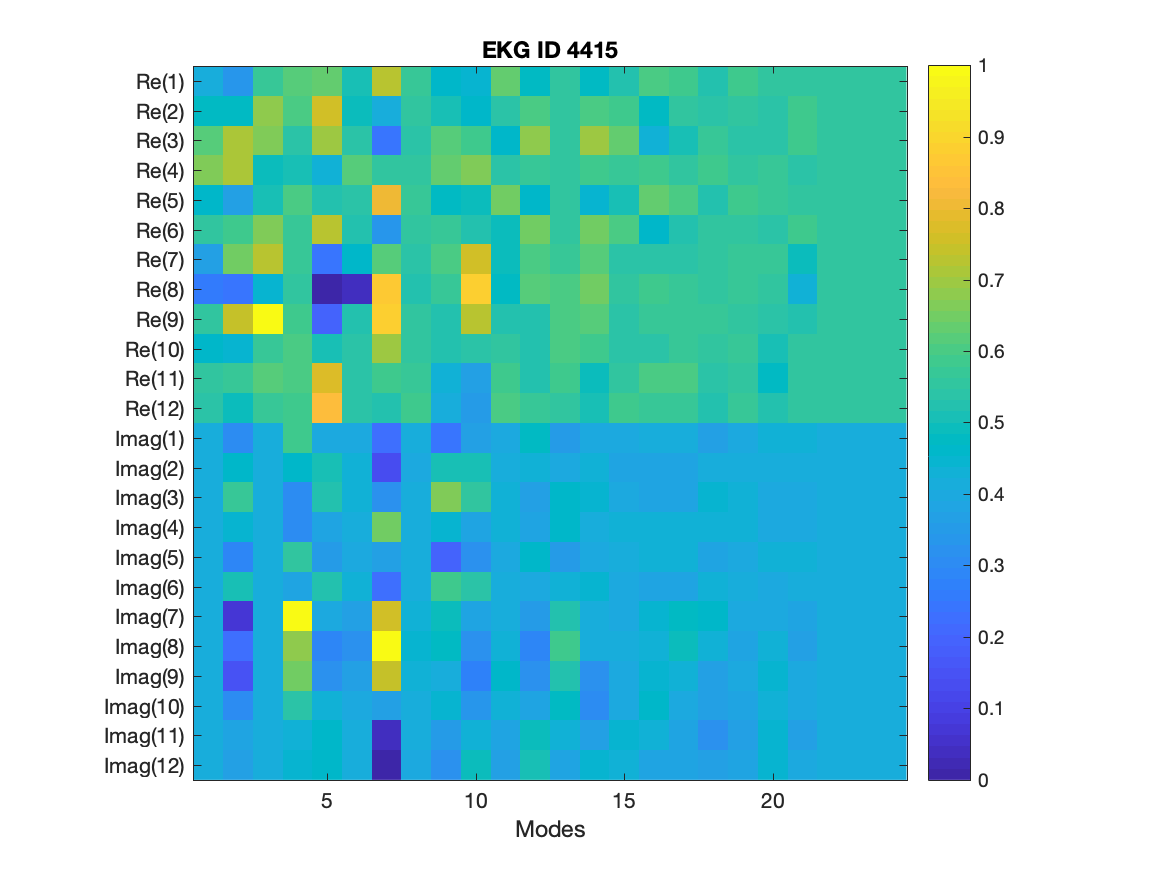 EKG ID 4415
Re(1)
Re(2)
Re(3)
Re(4)
Re(5)
Re(6)
Re(7)
Re(8)
Re(9)
Re(10)
Re(11)
Re(12)
Imag(1)
Imag(2)
Imag(3)
Imag(4)
Imag(5)
Imag(6)
Imag(7)
Imag(8)
Imag(9)
Imag(10)
Imag(11)
Imag(12)
5 10 15 20
Modes
1
0.9
0.8
0.7
0.6
0.5
0.4
0.3
0.2
0.1
0